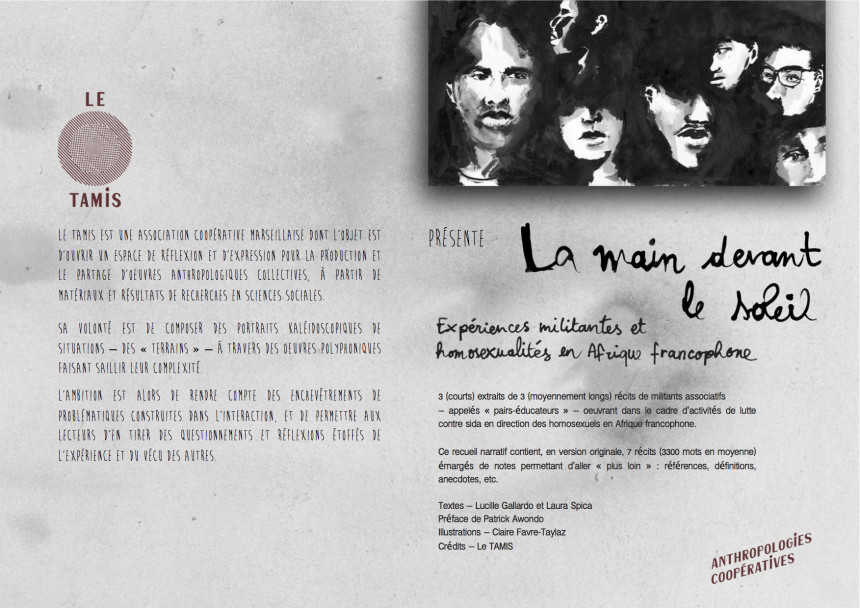 LE
TAMIS
LE TAMIS EST UNE ASSOCIATION COOPÉRATIVE MARSEILLAISE DONT L'OBJET EST
D'OUVRIR UN ESPACE DE RÉFLEXION ET D'EXPRESSION POUR LA PRODUCTION ET
LE PARTAGE D'OEUVRES ANTHROPOLOGIQUES COLLECTIVES, À PARTIR DE
MATÉRIAUX ET RÉSULTATS DE RECHERCHES EN SCIENCES SOCIALES.
SA VOLONTÉ EST DE COMPOSER DES PORTRAITS KALÉIDOSCOPIQUES DE
SITUATIONS – DES « TERRAINS » – À TRAVERS DES OEUVRES POLYPHONIQUES
FAISANT SAILLIR LEUR COMPLEXITÉ.
L'AMBITION EST ALORS DE RENDRE COMPTE DES ENCHEVÊTREMENTS DE
PROBLÉMATIQUES CONSTRUITES DANS L'INTERACTION, ET DE PERMETTRE AUX
LECTEURS D'EN TIRER DES QUESTIONNEMENTS ET RÉFLEXIONS ÉTOFFÉS DE
L'EXPÉRIENCE ET DU VÉCU DES AUTRES.
PRÉSENTE
La main devant
le soleil
Expériences militantes et
homosexualités en Afrique francophone
3 (courts) extraits de 3 (moyennement longs) récits de militants associatifs
– appelés « pairs-éducateurs » – oeuvrant dans le cadre d'activités de lutte
contre sida en direction des homosexuels en Afrique francophone.
Ce recueil narratif contient, en version originale, 7 récits (3300 mots en moyenne)
émargés de notes permettant d'aller « plus loin » : références, définitions,
anecdotes, etc.
Textes – Lucille Gallardo et Laura Spica
Préface de Patrick Awondo
Illustrations – Claire Favre-Taylaz
Crédits – Le TAMIS
ANTHROPOLOGIES
COOPÉRATIVES